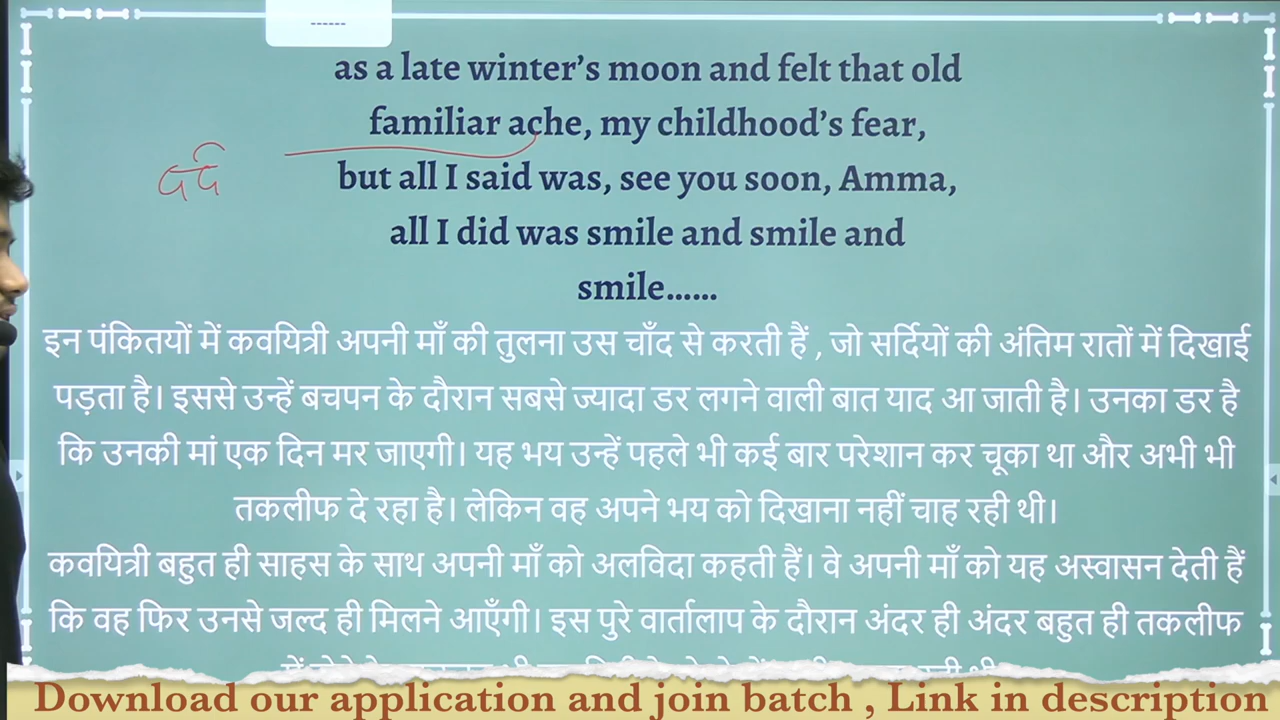 ------
as a late winter’s moon and felt that old
familiar ache, my childhood’s fear,
दर्द
but all I said was, see you soon, Amma,
all I did was smile and smile and
smile......
इन पंकितयों में कवयित्री अपनी माँ की तुलना उस चाँद से करती हैं , जो सर्दियों की अंतिम रातों में दिखाई
पड़ता है। इससे उन्हें बचपन के दौरान सबसे ज्यादा डर लगने वाली बात याद आ जाती है। उनका डर है
कि उनकी मां एक दिन मर जाएगी। यह भय उन्हें पहले भी कई बार परेशान कर चूका था और अभी भी
तकलीफ दे रहा है। लेकिन वह अपने भय को दिखाना नहीं चाह रही थी।
कवयित्री बहुत ही साहस के साथ अपनी माँ को अलविदा कहती हैं। वे अपनी माँ को यह अस्वासन देती हैं
कि वह फिर उनसे जल्द ही मिलने आएँगी। इस पुरे वार्तालाप के दौरान अंदर ही अंदर बहुत ही तकलीफ
Download our application and join batch , Link in description